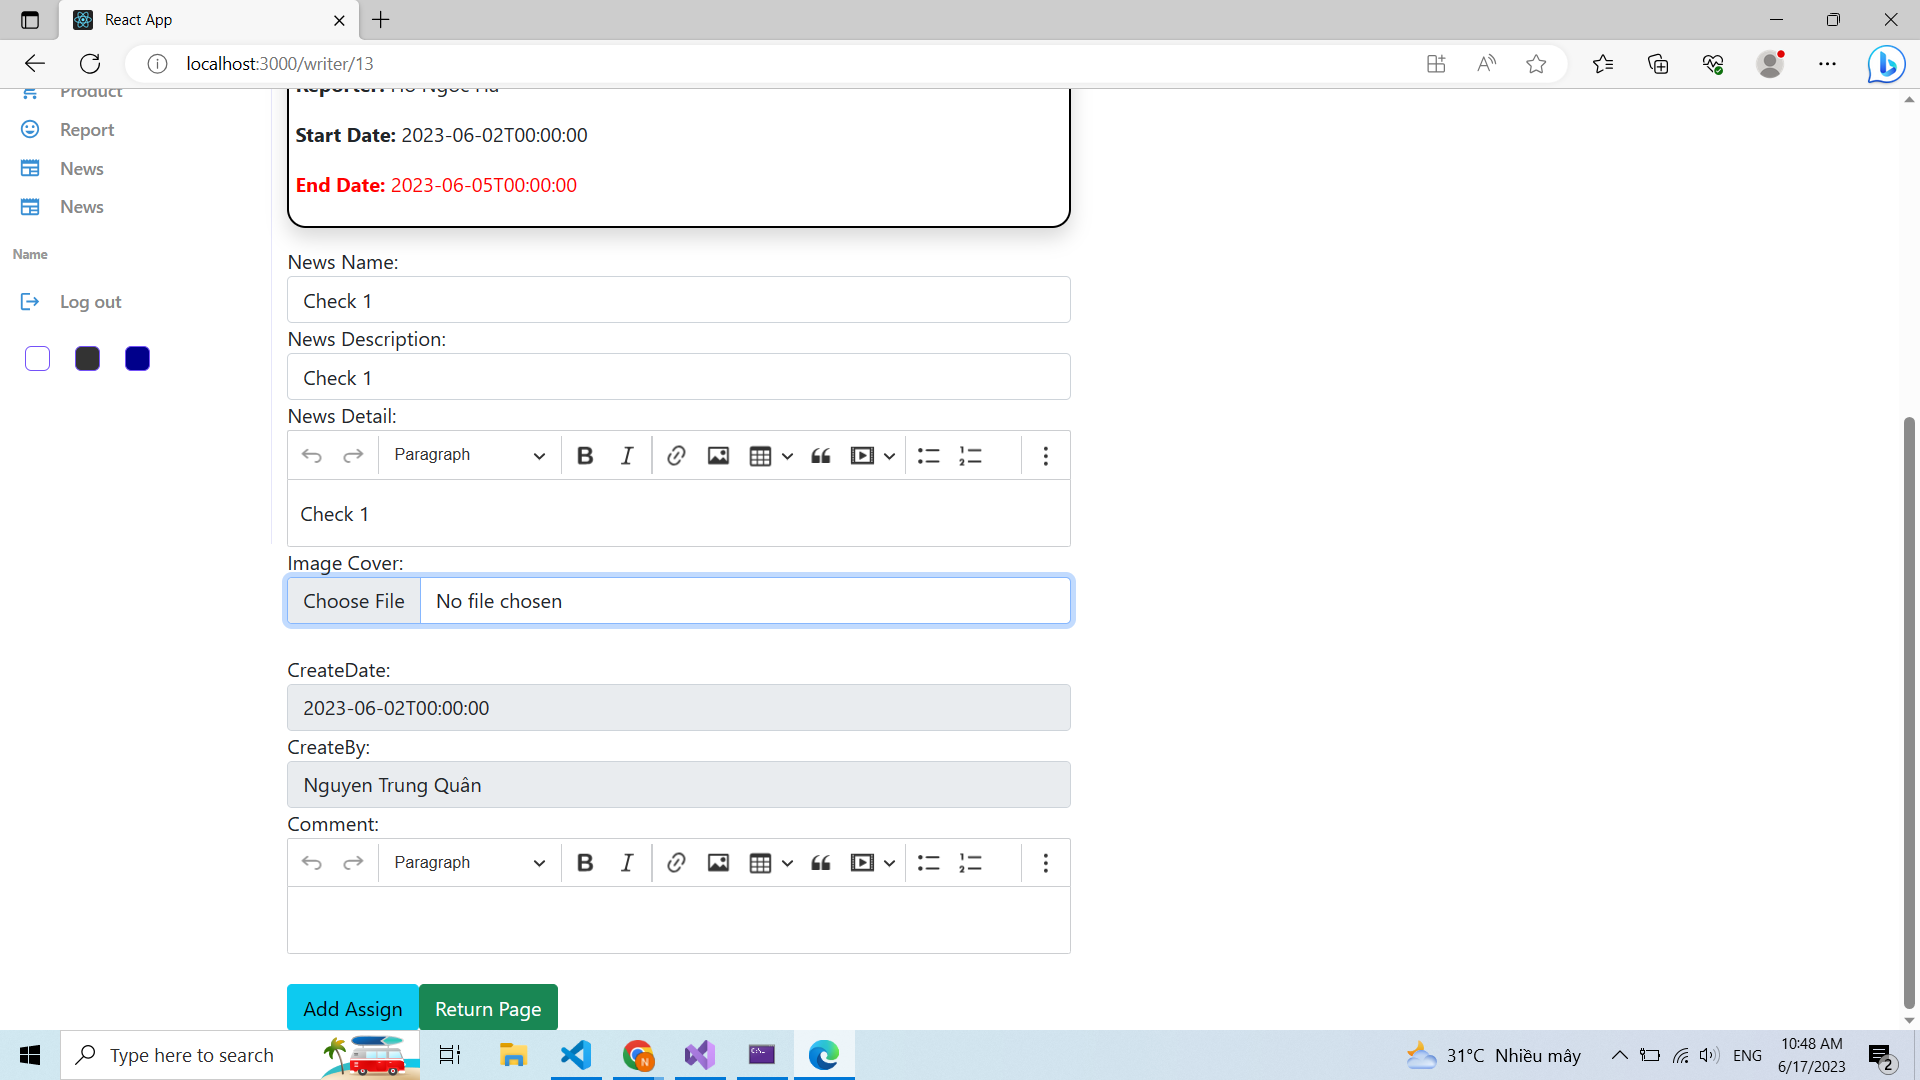 React App
localhost:3000/writer/13
Product
Report
News
News
Name
Log out
Reporter: Ho Ngoc Ha
Start Date: 2023-06-02T00:00:00
End Date: 2023-06-05T00:00:00
News Name:
Check 1
News Description:
Check 1
News Detail:
Paragraph
Check 1
Image Cover:
Choose File No file chosen
CreateDate:
2023-06-02T00:00:00
CreateBy:
Nguyen Trung Quân
Comment:
Paragraph
Add Assign Return Page
Type here to search
31°C Nhiều mây
ENG
10:48 AM
6/17/2023
2